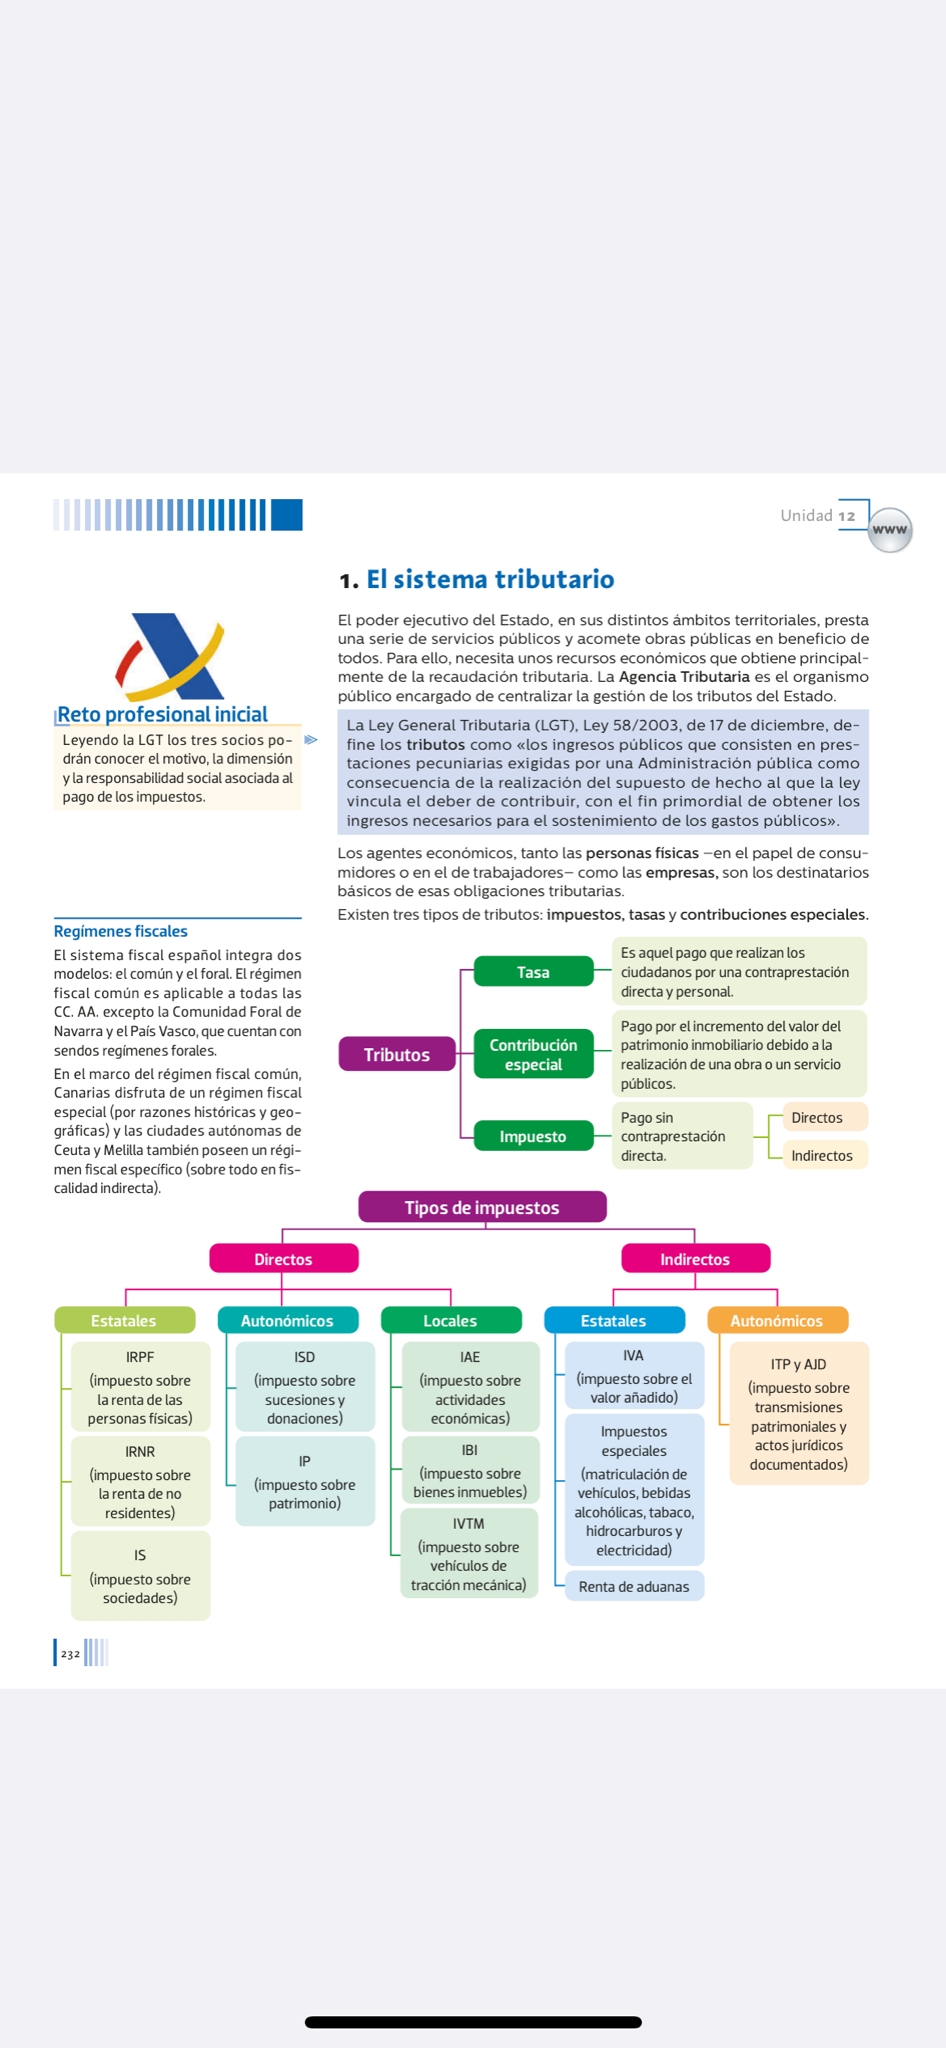 Unidad 12
www
1. El sistema tributario
El poder ejecutivo del Estado, en sus distintos ámbitos territoriales, presta
una serie de servicios públicos y acomete obras públicas en beneficio de
todos. Para ello, necesita unos recursos económicos que obtiene principal-
mente de la recaudación tributaria. La Agencia Tributaria es el organismo
público encargado de centralizar la gestión de los tributos del Estado.
Reto profesional inicial
Leyendo la LGT los tres socios po-
drán conocer el motivo, la dimensión
y la responsabilidad social asociada al
pago de los impuestos.
La Ley General Tributaria (LGT), Ley 58/2003, de 17 de diciembre, de-
fine los tributos como «los ingresos públicos que consisten en pres-
taciones pecuniarias exigidas por una Administración pública como
consecuencia de la realización del supuesto de hecho al que la ley
vincula el deber de contribuir, con el fin primordial de obtener los
ingresos necesarios para el sostenimiento de los gastos públicos».
Los agentes económicos, tanto las personas físicas –en el papel de consu-
midores o en el de trabajadores– como las empresas, son los destinatarios
básicos de esas obligaciones tributarias.
Existen tres tipos de tributos: impuestos, tasas y contribuciones especiales.
Regímenes fiscales
El sistema fiscal español integra dos
modelos: el común y el foral. El régimen
fiscal común es aplicable a todas las
CC. AA. excepto la Comunidad Foral de
Navarra y el País Vasco, que cuentan con
sendos regímenes forales.
En el marco del régimen fiscal común,
Canarias disfruta de un régimen fiscal
especial (por razones históricas y geo-
gráficas) y las ciudades autónomas de
Ceuta y Melilla también poseen un régi-
men fiscal específico (sobre todo en fis-
calidad indirecta).
Tributos
Tasa
Es aquel pago que realizan los
ciudadanos por una contraprestación
directa y personal.
Contribución
especial
Pago por el incremento del valor del
patrimonio inmobiliario debido a la
realización de una obra o un servicio
públicos.
Impuesto
Pago sin
contraprestación
directa.
Directos
Indirectos
Tipos de impuestos
Directos
Indirectos
Estatales
Autonómicos
Locales
Estatales
Autonómicos
IRPF
(impuesto sobre
la renta de las
personas físicas)
IRNR
(impuesto sobre
la renta de no
residentes)
IS
(impuesto sobre
sociedades)
ISD
(impuesto sobre
sucesiones y
donaciones)
IP
(impuesto sobre
patrimonio)
IAE
(impuesto sobre
actividades
económicas)
IBI
(impuesto sobre
bienes inmuebles)
IVTM
(impuesto sobre
vehículos de
tracción mecánica)
IVA
(impuesto sobre el
valor añadido)
Impuestos
especiales
(matriculación de
vehículos, bebidas
alcohólicas, tabaco,
hidrocarburos y
electricidad)
Renta de aduanas
ITP y AJD
(impuesto sobre
transmisiones
patrimoniales y
actos jurídicos
documentados)
232